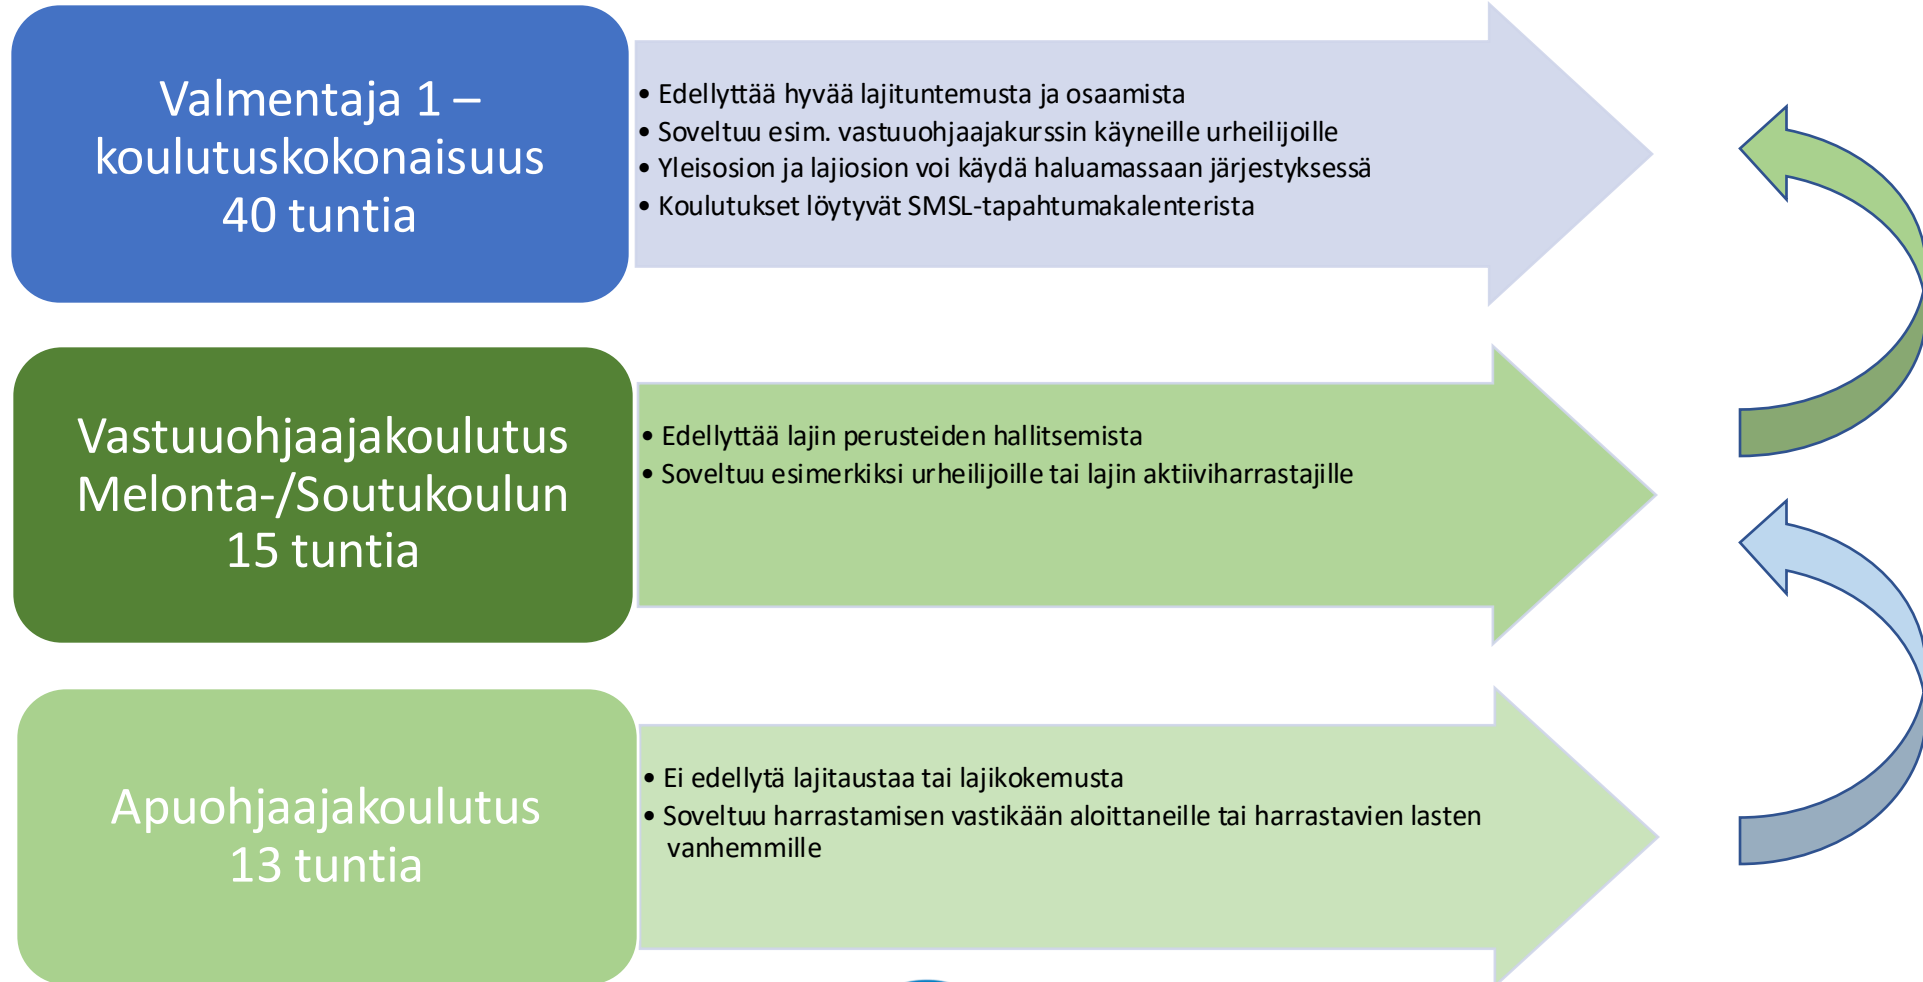 Valmentaja 1 –
koulutuskokonaisuus
40 tuntia
• Edellyttää hyvää lajituntemusta ja osaamista
• Soveltuu esim. vastuuohjaajakurssin käyneille urheilijoille
• Yleisosion ja lajiosion voi käydä haluamassaan järjestyksessä
• Koulutukset löytyvät SMSL-tapahtumakalenterista
Vastuuohjaajakoulutus
Melonta-/Soutukoulun
15 tuntia
• Edellyttää lajin perusteiden hallitsemista
• Soveltuu esimerkiksi urheilijoille tai lajin aktiiviharrastajille
Apuohjaajakoulutus
13 tuntia
• Ei edellytä lajitaustaa tai lajikokemusta
• Soveltuu harrastamisen vastikään aloittaneille tai harrastavien lasten
vanhemmille